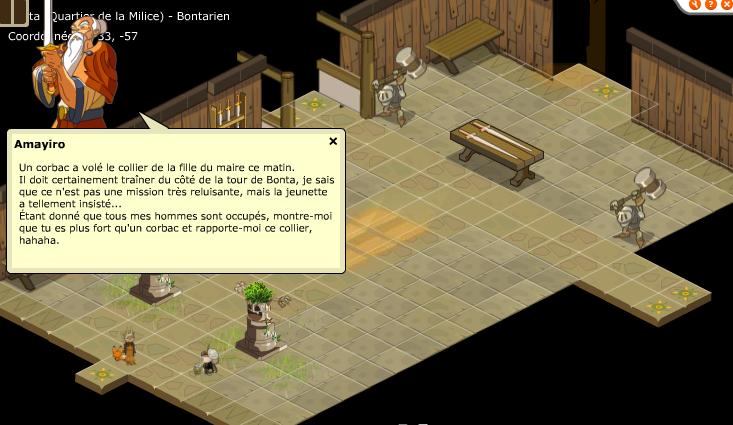 ta (Quartier de la Milice) - Bontarien
Coordonnées 33, -57
Amayiro
Un corbac a volé le collier de la fille du maire ce matin.
Il doit certainement traîner du côté de la tour de Bonta, je sais
que ce n'est pas une mission très reluisante, mais la jeunette
a tellement insisté...
Étant donné que tous mes hommes sont occupés, montre-moi
que tu es plus fort qu'un corbac et rapporte-moi ce collier,
hahaha.